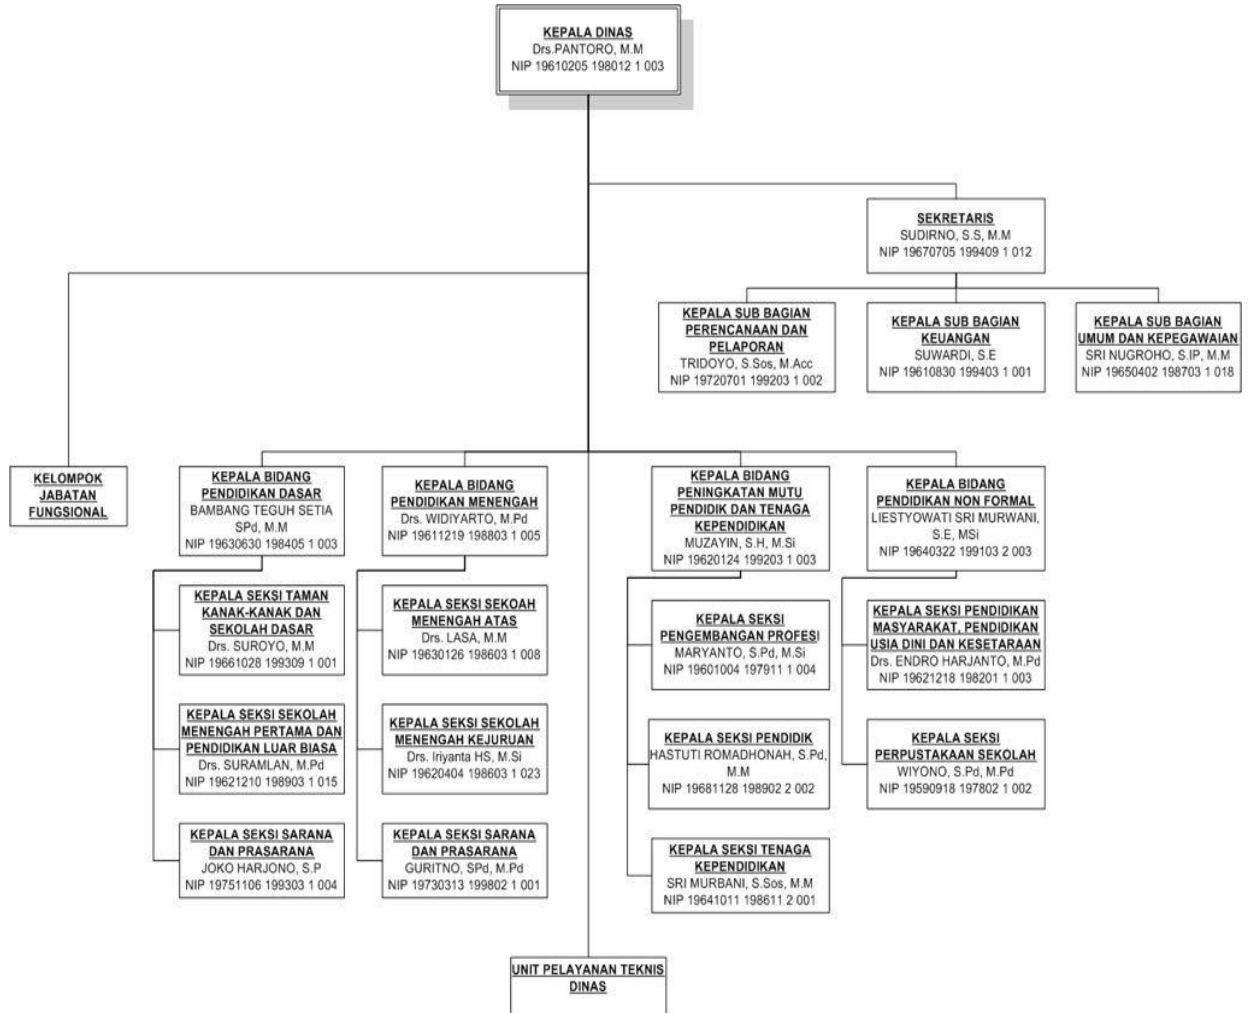 KEPALA DINAS
Drs.PANTORO, M.M
NIP 19610205 198012 1 003
SEKRETARIS
SUDIRNO, S.S, M.M
NIP 19670705 199409 1 012
KEPALA SUB BAGIAN
PERENCANAAN DAN
PELAPORAN
TRIDOYO, S.Sos, M.Acc
NIP 19720701 199203 1 002
KEPALA SUB BAGIAN
KEUANGAN
SUWARDI, S.E
NIP 19610830 199403 1 001
KEPALA SUB BAGIAN
UMUM DAN KEPEGAWAIAN
SRI NUGROHO, S.IP, M.M
NIP 19650402 198703 1 018
KELOMPOK
JABATAN
FUNGSIONAL
KEPALA BIDANG
PENDIDIKAN DASAR
BAMBANG TEGUH SETIA
SPd, M.M
NIP 19630630 198405 1 003
KEPALA SEKSI TAMAN
KANAK-KANAK DAN
SEKOLAH DASAR
Drs. SUROYO, M.M
NIP 19661028 199309 1 001
KEPALA SEKSI SEKOLAH
MENENGAH PERTAMA DAN
PENDIDIKAN LUAR BIASA
Drs. SURAMLAN, M.Pd
NIP 19621210 198903 1 015
KEPALA SEKSI SARANA
DAN PRASARANA
JOKO HARJONO, S.P
NIP 19751106 199303 1 004
KEPALA BIDANG
PENDIDIKAN MENENGAH
Drs. WIDIYARTO, M.Pd
NIP 19611219 198803 1 005
KEPALA SEKSI SEKOAH
MENENGAH ATAS
Drs. LASA, M.M
NIP 19630126 198603 1 008
KEPALA SEKSI SEKOLAH
MENENGAH KEJURUAN
Drs. Iriyanta HS, M.Si
NIP 19620404 198603 1 023
KEPALA SEKSI SARANA
DAN PRASARANA
GURITNO, SPd, M.Pd
NIP 19730313 199802 1 001
KEPALA BIDANG
PENINGKATAN MUTU
PENDIDIK DAN TENAGA
KEPENDIDIKAN
MUZAYIN, S.H, M.Si
NIP 19620124 199203 1 003
KEPALA SEKSI
PENGEMBANGAN PROFESI
MARYANTO, S.Pd, M.Si
NIP 19601004 197911 1 004
KEPALA SEKSI PENDIDIK
HASTUTI ROMADHONAH, S.Pd,
M.M
NIP 19681128 198902 2 002
KEPALA SEKSI TENAGA
KEPENDIDIKAN
SRI MURBANI, S.Sos, M.M
NIP 19641011 198611 2 001
KEPALA BIDANG
PENDIDIKAN NON FORMAL
LIESTYOWATI SRI MURWANI,
S.E, MSi
NIP 19640322 199103 2 003
KEPALA SEKSI PENDIDIKAN
MASYARAKAT, PENDIDIKAN
USIA DINI DAN KESETARAAN
Drs. ENDRO HARJANTO, M.Pd
NIP 19621218 198201 1 003
KEPALA SEKSI
PERPUSTAKAAN SEKOLAH
WIYONO, S.Pd, M.Pd
NIP 19590918 197802 1 002
UNIT PELAYANAN TEKNIS
DINAS